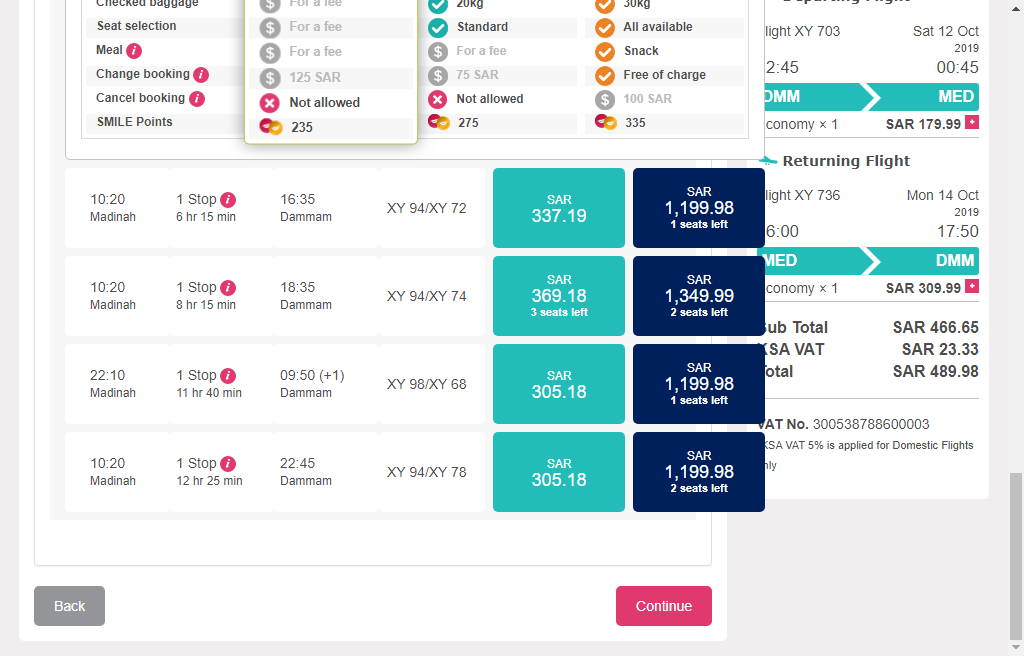 Checked baggage For a fee 20kg 30kg
Seat selection For a fee Standard All available
Meal i For a fee For a fee Snack
Change booking i 125 SAR 75 SAR Free of charge
Cancel booking i Not allowed Not allowed 100 SAR
SMILE Points 235 275 335
10:20 1 Stop i 16:35
Madinah 6 hr 15 min Dammam
XY 94/XY 72
SAR
337.19
SAR
1,199.98
1 seats left
10:20 1 Stop i 18:35
Madinah 8 hr 15 min Dammam
XY 94/XY 74
SAR
369.18
3 seats left
SAR
1,349.99
2 seats left
22:10 1 Stop i 09:50 (+1)
Madinah 11 hr 40 min Dammam
XY 98/XY 68
SAR
305.18
SAR
1,199.98
1 seats left
10:20 1 Stop i 22:45
Madinah 12 hr 25 min Dammam
XY 94/XY 78
SAR
305.18
SAR
1,199.98
2 seats left
Back
Continue
Departing Flight
light XY 703 Sat 12 Oct
2019
2:45 00:45
DMM MED
conomy × 1 SAR 179.99 +
Returning Flight
light XY 736 Mon 14 Oct
2019
6:00 17:50
MED DMM
conomy × 1 SAR 309.99 +
Sub Total SAR 466.65
KSA VAT SAR 23.33
Total SAR 489.98
VAT No. 300538788600003
KSA VAT 5% is applied for Domestic Flights
nly